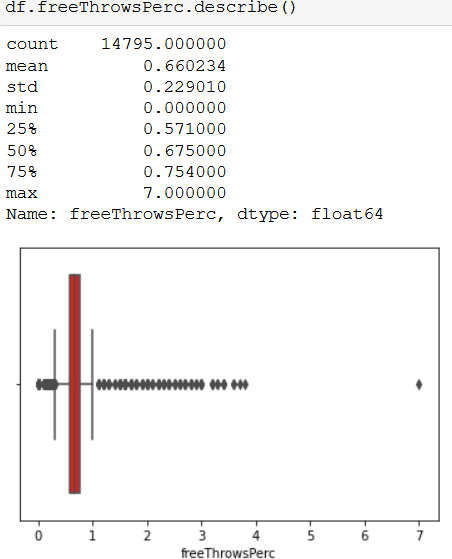 df.freeThrowsPerc.describe()
count 14795.000000
mean 0.660234
std 0.229010
min 0.000000
25% 0.571000
50% 0.675000
75% 0.754000
max 7.000000
Name: freeThrowsPerc, dtype: float64
0 1 2 3 4 5 6 7
freeThrowsPerc